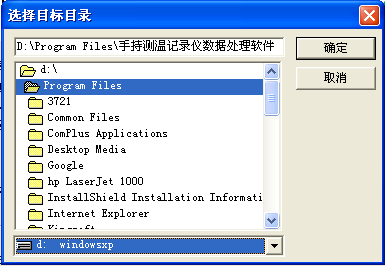 选择目标目录
D:\Program Files\手持测温记录仪数据处理软件
确定
取消
d:\
Program Files
3721
Common Files
ComPlus Applications
Desktop Media
Google
hp LaserJet 1000
InstallShield Installation Informati
Internet Explorer
d: windowsxp